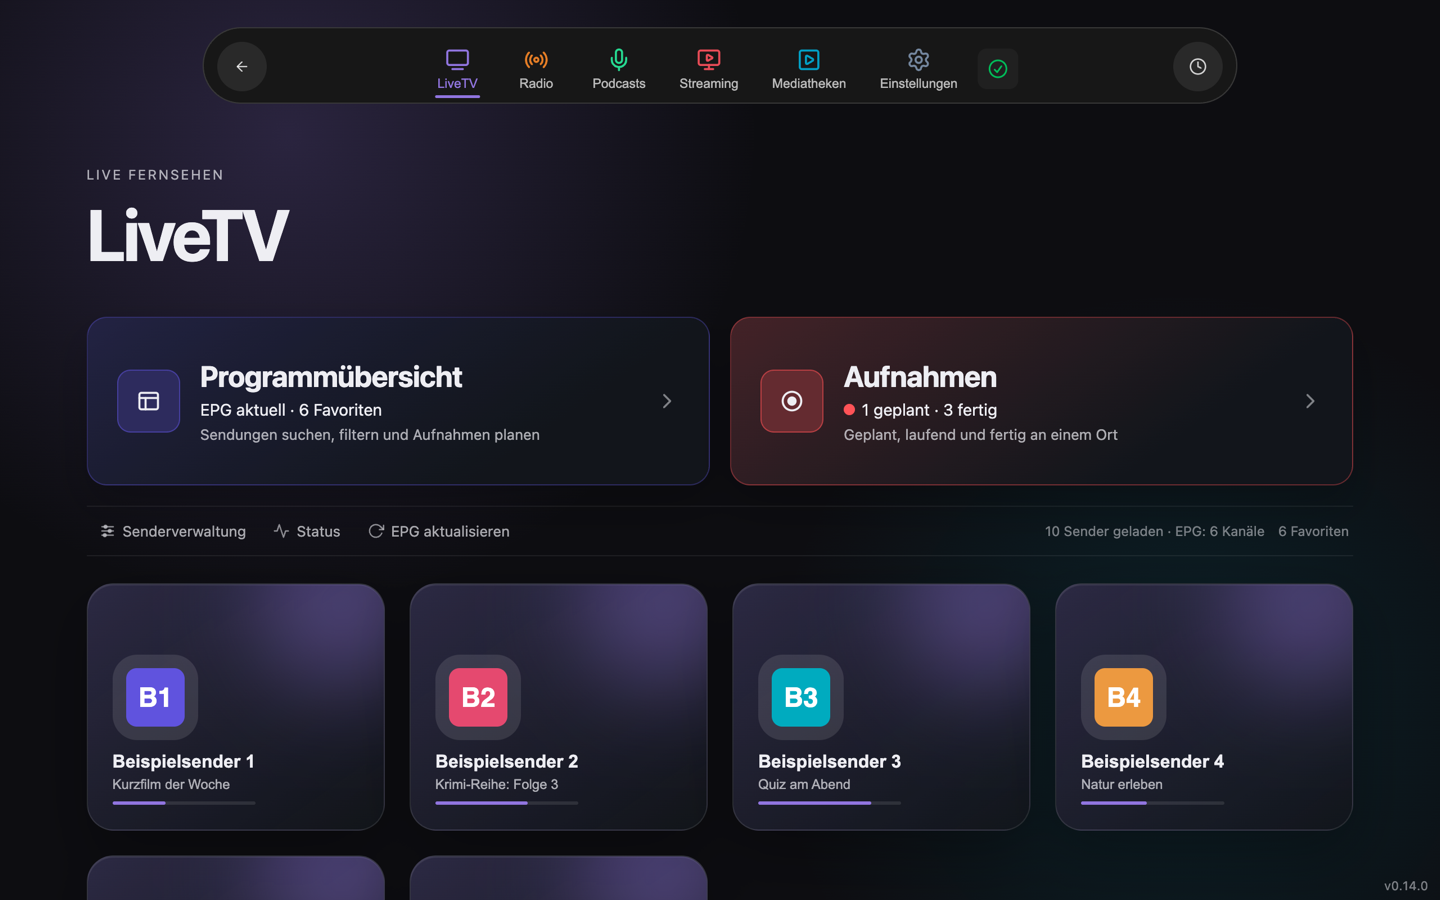 LiveTV
Radio
Podcasts
Streaming
Mediatheken
Einstellungen
LIVE FERNSEHEN
LiveTV
Programmübersicht
EPG aktuell · 6 Favoriten
Sendungen suchen, filtern und Aufnahmen planen
Aufnahmen
1 geplant · 3 fertig
Geplant, laufend und fertig an einem Ort
Senderverwaltung
Status
EPG aktualisieren
10 Sender geladen · EPG: 6 Kanäle
6 Favoriten
B1
Beispielsender 1
Kurzfilm der Woche
B2
Beispielsender 2
Krimi-Reihe: Folge 3
B3
Beispielsender 3
Quiz am Abend
B4
Beispielsender 4
Natur erleben
v0.14.0